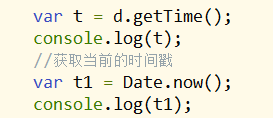 var t = d.getTime();
console.log(t);
//获取当前的时间戳
var t1 = Date.now();
console.log(t1);